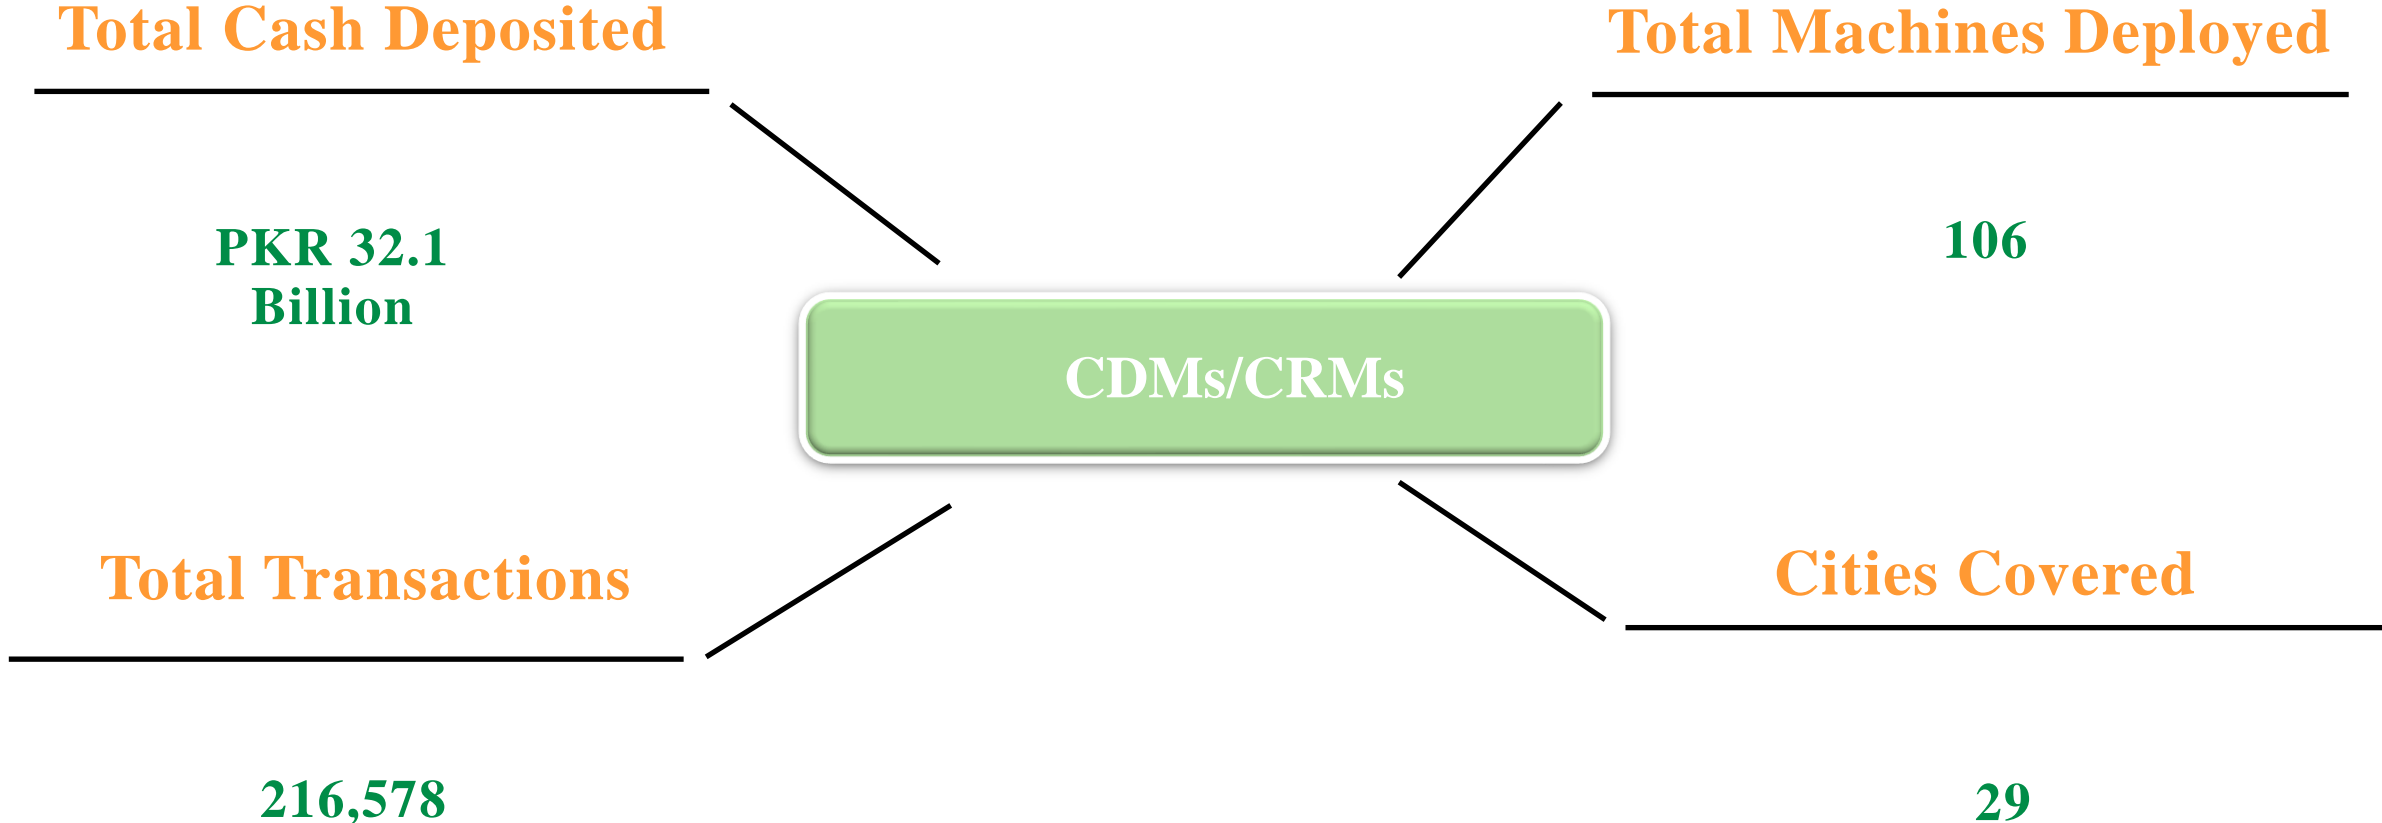 Total Cash Deposited
PKR 32.1
Billion
Total Machines Deployed
106
CDMs/CRMs
Total Transactions
216,578
Cities Covered
29